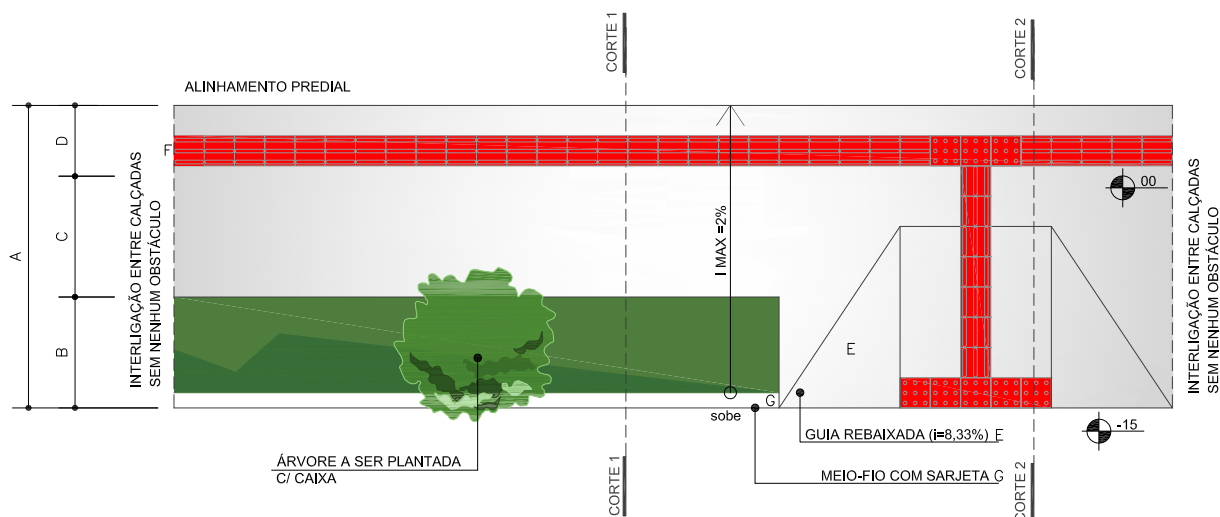 CORTE 1
CORTE 2
ALINHAMENTO PREDIAL
A
D
C
B
F
INTERLIGAÇÃO ENTRE CALÇADAS
SEM NENHUM OBSTÁCULO
I MAX =2%
00
INTERLIGAÇÃO ENTRE CALÇADAS
SEM NENHUM OBSTÁCULO
E
G
sobe
-15
GUIA REBAIXADA (i=8,33%) E
ÁRVORE A SER PLANTADA
C/ CAIXA
MEIO-FIO COM SARJETA G
CORTE 1
CORTE 2